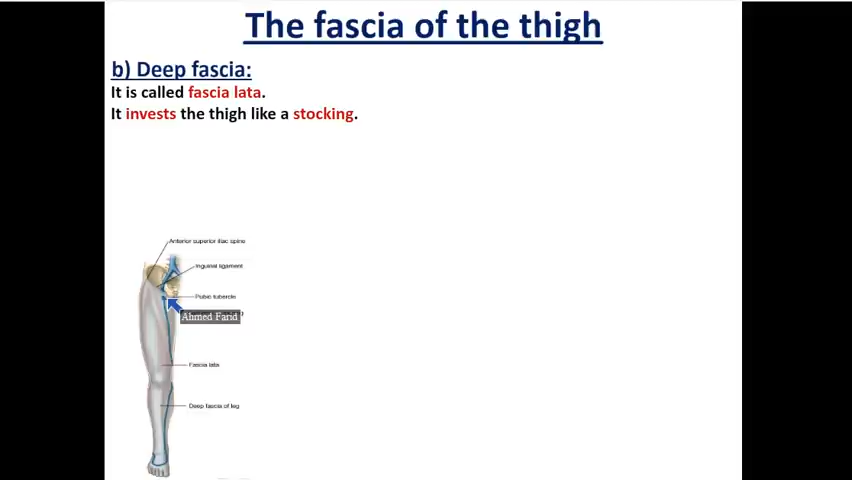 The fascia of the thigh
b) Deep fascia:
It is called fascia lata.
It invests the thigh like a stocking.
Anterior superior iliac spine
Inguinal ligament
Pubic tubercle
Ahmed Farid
Fascia lata
Deep fascia of leg